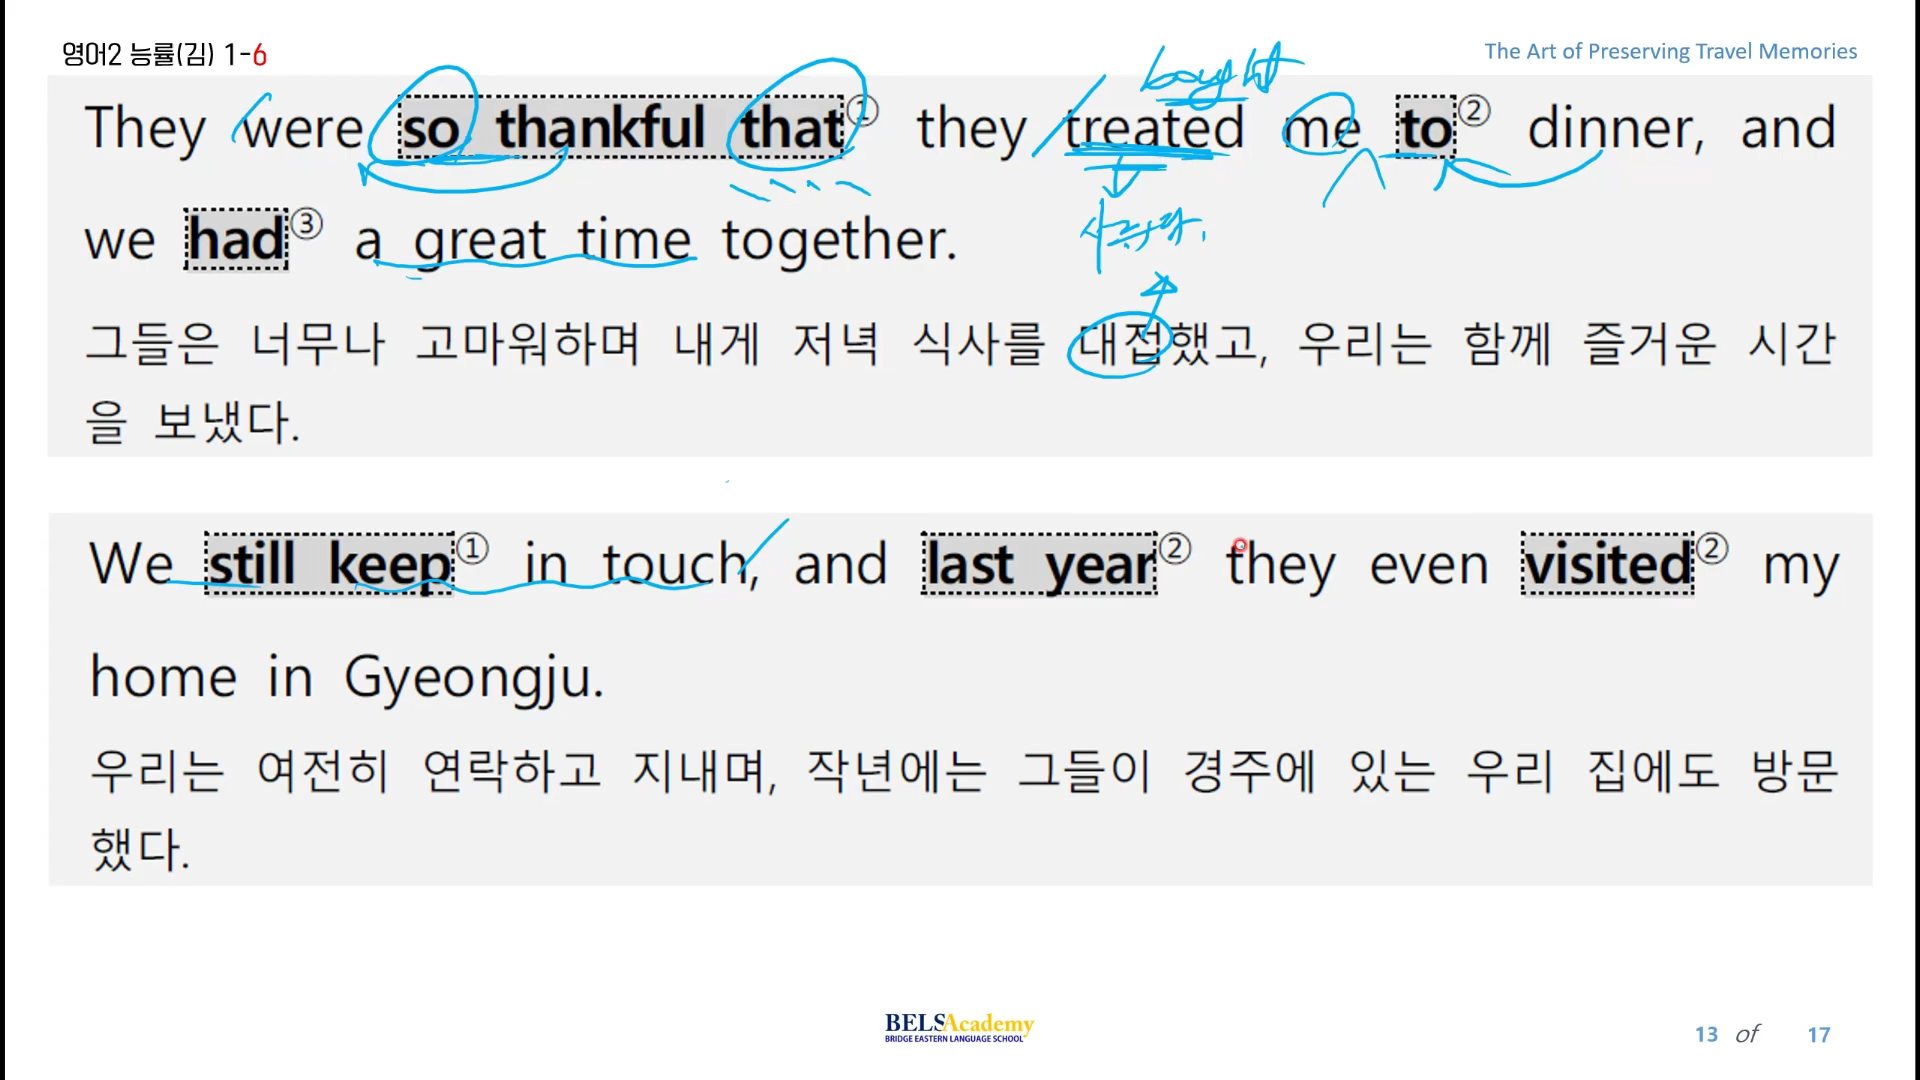 영어2 능률(김) 1-6
The Art of Preserving Travel Memories
bought
They were so thankful that① they treated me to② dinner, and
we had③ a great time together.
사주다.
그들은 너무나 고마워하며 내게 저녁 식사를 대접했고, 우리는 함께 즐거운 시간
을 보냈다.
We still keep① in touch, and last year② they even visited② my
home in Gyeongju.
우리는 여전히 연락하고 지내며, 작년에는 그들이 경주에 있는 우리 집에도 방문
했다.
BELSAcademy
BRIDGE EASTERN LANGUAGE SCHOOL
13 of 17